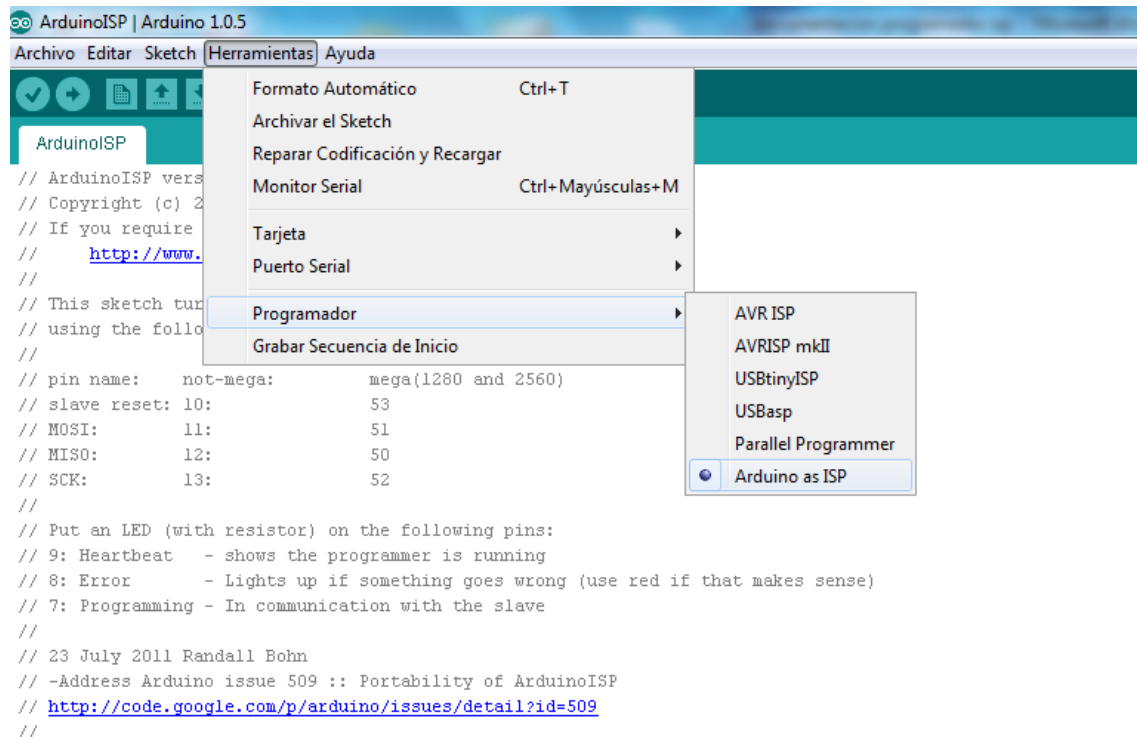 ArduinoISP | Arduino 1.0.5
Archivo Editar Sketch Herramientas Ayuda
Formato Automático Ctrl+T
Archivar el Sketch
Reparar Codificación y Recargar
Monitor Serial Ctrl+Mayúsculas+M
Tarjeta
Puerto Serial
Programador
Grabar Secuencia de Inicio
AVR ISP
AVRISP mkII
USBtinyISP
USBasp
Parallel Programmer
Arduino as ISP
ArduinoISP
// ArduinoISP vers
// Copyright (c) 2
// If you require
// http://www.
//
// This sketch tur
// using the follo
//
// pin name: not-mega: mega(1280 and 2560)
// slave reset: 10: 53
// MOSI: 11: 51
// MISO: 12: 50
// SCK: 13: 52
//
// Put an LED (with resistor) on the following pins:
// 9: Heartbeat - shows the programmer is running
// 8: Error - Lights up if something goes wrong (use red if that makes sense)
// 7: Programming - In communication with the slave
//
// 23 July 2011 Randall Bohn
// -Address Arduino issue 509 :: Portability of ArduinoISP
// http://code.google.com/p/arduino/issues/detail?id=509
//